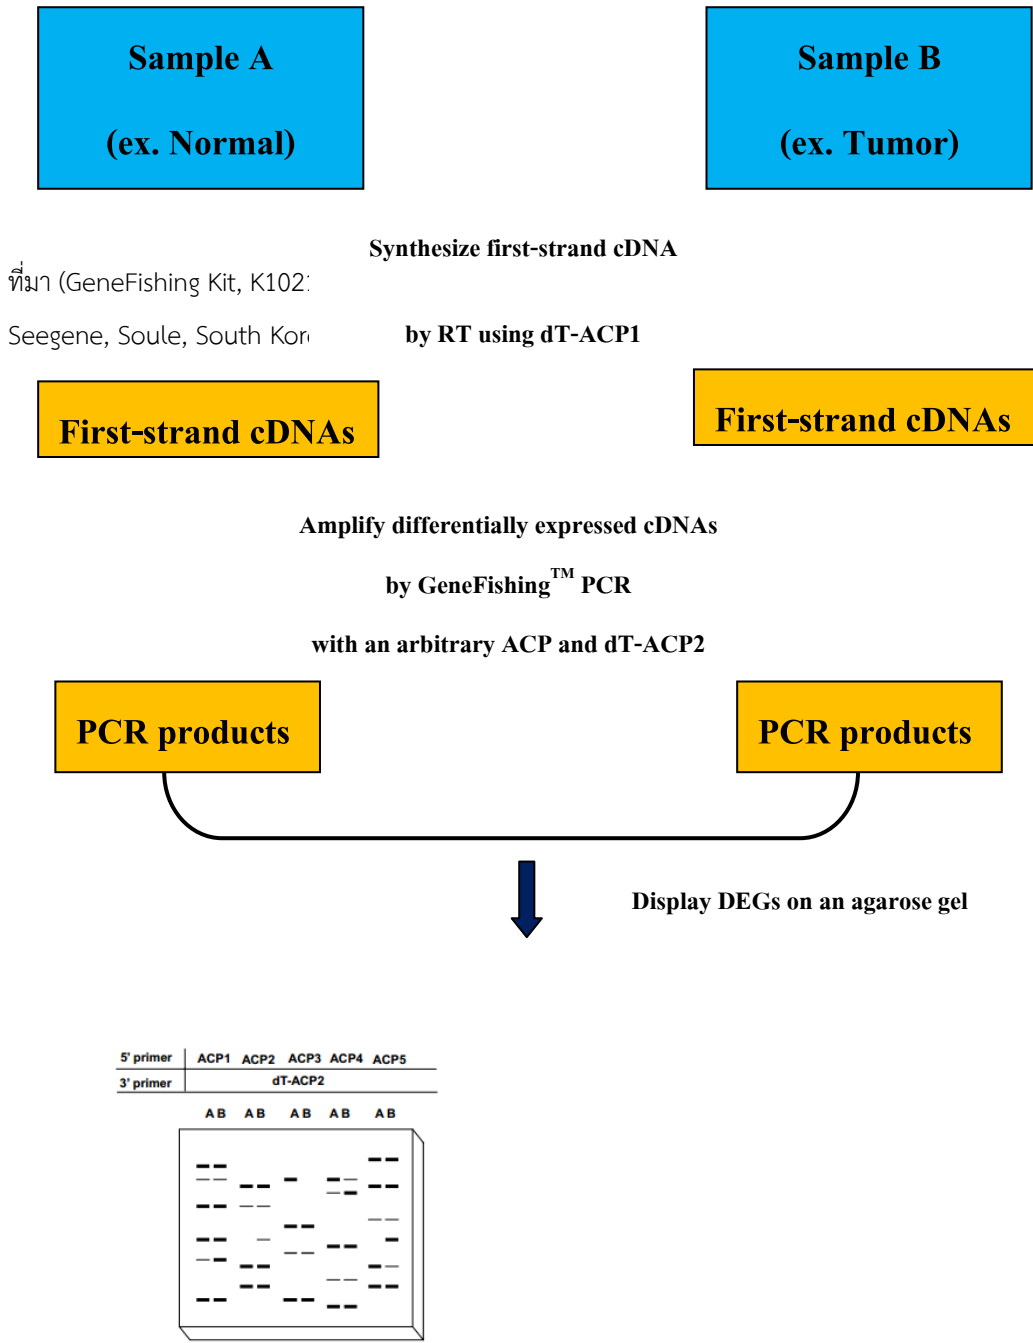 Sample A
(ex. Normal)
Sample B
(ex. Tumor)
Synthesize first-strand cDNA
ที่มา (GeneFishing Kit, K1021
Seegene, Soule, South Kor
by RT using dT-ACP1
First-strand cDNAs
First-strand cDNAs
Amplify differentially expressed cDNAs
by GeneFishing™ PCR
with an arbitrary ACP and dT-ACP2
PCR products
PCR products
Display DEGs on an agarose gel
5' primer ACP1 ACP2 ACP3 ACP4 ACP5
3' primer dT-ACP2
A B A B A B A B A B